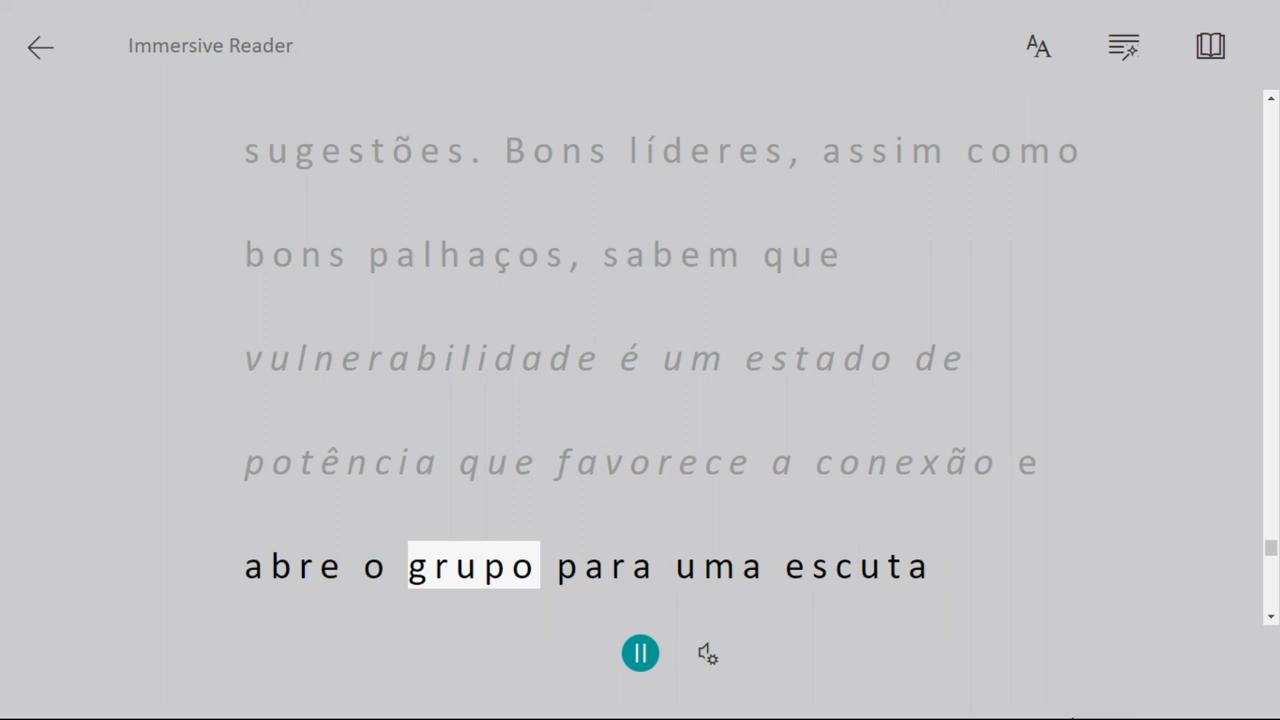 Immersive Reader
sugestões. Bons líderes, assim como
bons palhaços, sabem que
vulnerabilidade é um estado de
potência que favorece a conexão e
abre o grupo para uma escuta